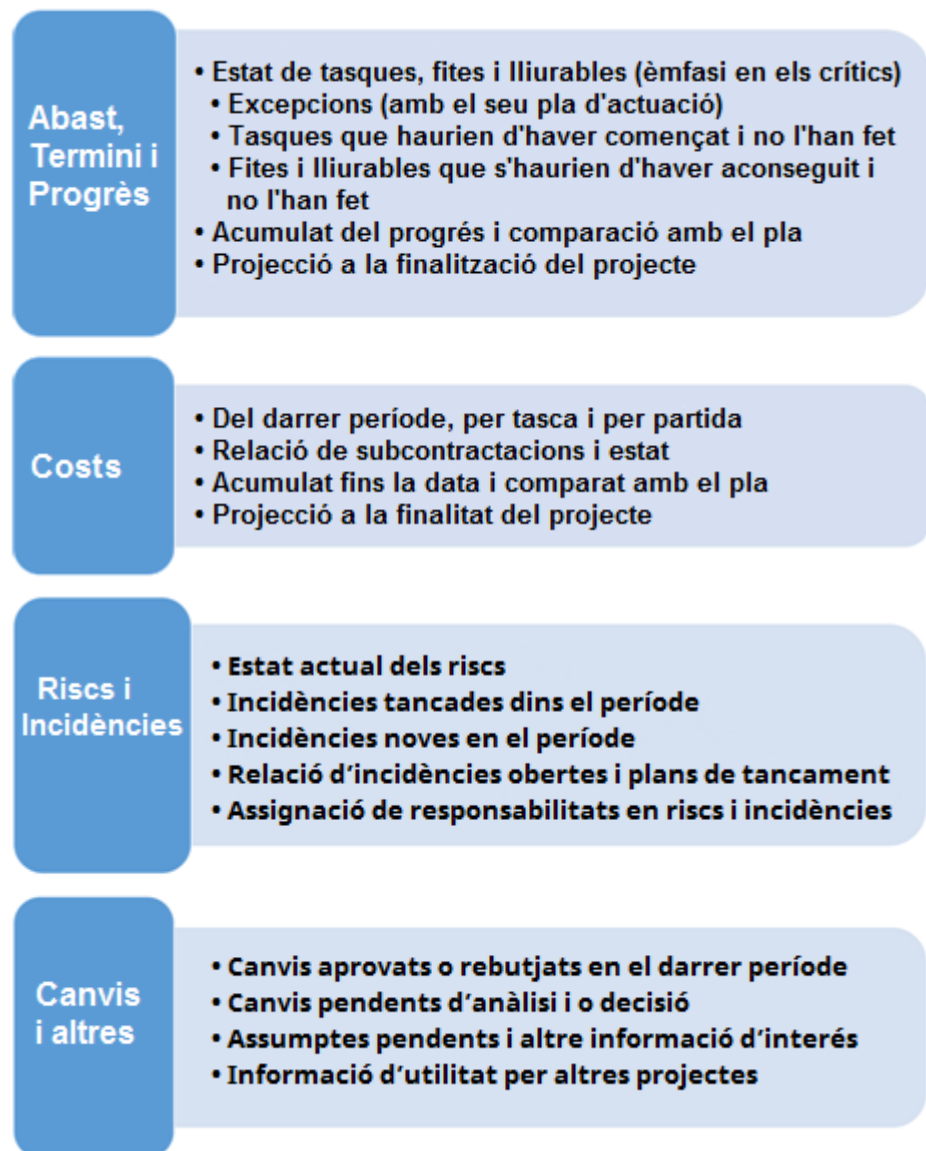 Abast,
Termini i
Progrès
• Estat de tasques, fites i lliurables (èmfasi en els crítics)
• Excepcions (amb el seu pla d'actuació)
• Tasques que haurien d'haver començat i no l'han fet
• Fites i lliurables que s'haurien d'haver aconseguit i
no l'han fet
• Acumulat del progrés i comparació amb el pla
• Projecció a la finalització del projecte
Costs
• Del darrer període, per tasca i per partida
• Relació de subcontractacions i estat
• Acumulat fins la data i comparat amb el pla
• Projecció a la finalitat del projecte
Riscs i
Incidències
• Estat actual dels riscs
• Incidències tancades dins el període
• Incidències noves en el període
• Relació d’incidències obertes i plans de tancament
• Assignació de responsabilitats en riscs i incidències
Canvis
i altres
• Canvis aprovats o rebutjats en el darrer període
• Canvis pendents d’anàlisi i o decisió
• Assumptes pendents i altre informació d’interés
• Informació d’utilitat per altres projectes